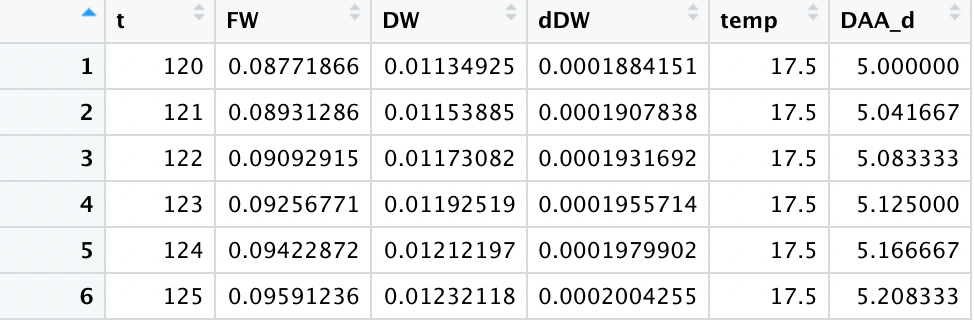 t FW DW dDW temp DAA_d
1 120 0.08771866 0.01134925 0.0001884151 17.5 5.000000
2 121 0.08931286 0.01153885 0.0001907838 17.5 5.041667
3 122 0.09092915 0.01173082 0.0001931692 17.5 5.083333
4 123 0.09256771 0.01192519 0.0001955714 17.5 5.125000
5 124 0.09422872 0.01212197 0.0001979902 17.5 5.166667
6 125 0.09591236 0.01232118 0.0002004255 17.5 5.208333